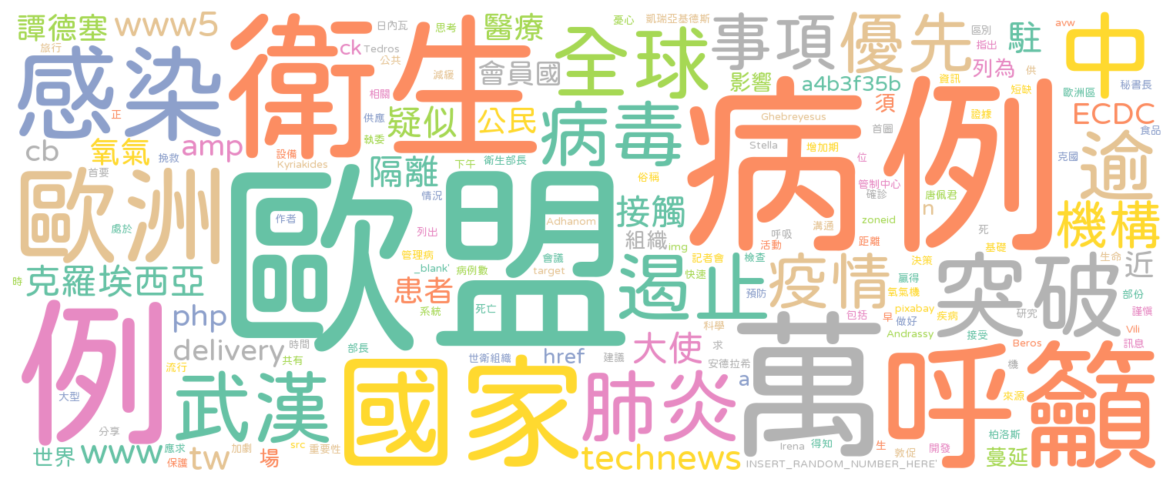 譚德塞
www5
ck
日內瓦
思考
醫療
憂心
凱瑞亞基德斯
事項
優先
區別
指出
駐
供
avw
中
旅行
感染
衛生
Tedros
公共
全球
減緩
會員國
影響
a4b3f35b
資訊
列為
短缺
歐洲區
秘書長
正
相關
供應
疑似
公民
病毒
Ghebreyesus
須
證據
ECDC
食品
cb
氧氣
amp
挽救
設備
執委
首圖
Stella
增加期
病例
逾
首要
Kyriakides
隔離
下午
衛生部長
俗稱
位
管制中心
確診
唐佩君
克國
歐洲
作者
情況
歐盟
Adhanom
接觸
n
zoneid
機構
處於
列出
組織
img
記者會
呼吸
活動
溝通
距離
死
基礎
近
時
克羅埃西亞
管理病
_blank'
病例數
會議
target
遏止
快速
檢查
疫情
贏得
決策
突破
生命
患者
系統
死亡
預防
氧氣機
包括
pixabay
早
做好
疾病
研究
部份
謹慎
例
php
科學
萬
Andrassy
接受
Vili
delivery
時間
部長
世衛組織
href
建議
大使
求
安德拉希
Beros
訊息
共有
流行
武漢
國家
肺炎
a
呼籲
機
來源
大型
分享
世界
www
應求
保護
tw
加劇
場
src
重要性
technews
Irena
得知
INSERT_RANDOM_NUMBER_HERE'
生
敦促
開發
柏洛斯
蔓延